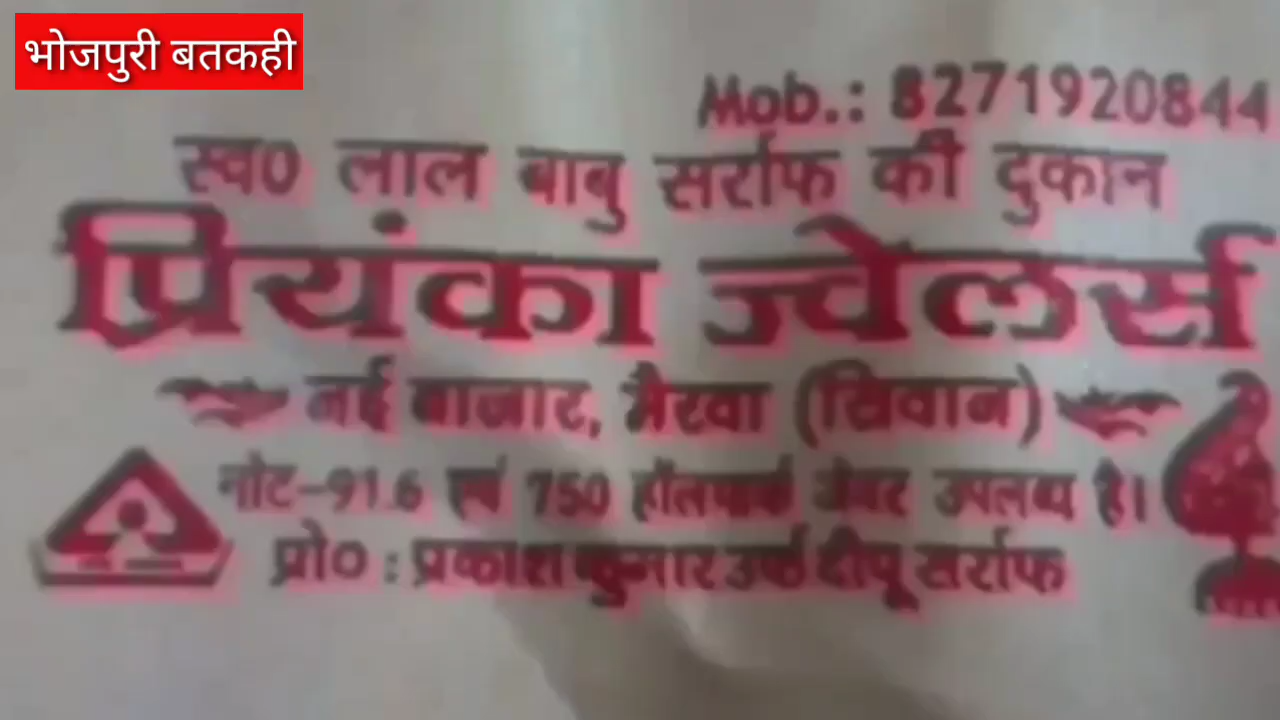 भोजपुरी बतकही
Mob.: 8271920844
स्व० लाल बाबु सर्राफ की दुकान
प्रियंका ज्वेलर्स
नई बाजार, मैरवा (सिवान)
नोट-91.6 एवं 750 हॉलमार्क जेवर उपलब्ध है।
प्रो० : प्रकाश कुमार उर्फ दीपू सर्राफ